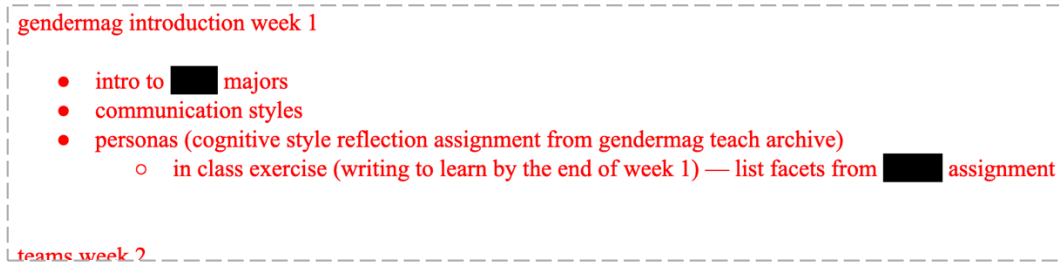 gendermag introduction week 1
● intro to majors
● communication styles
● personas (cognitive style reflection assignment from gendermag teach archive)
○ in class exercise (writing to learn by the end of week 1) — list facets from assignment
teams week 2